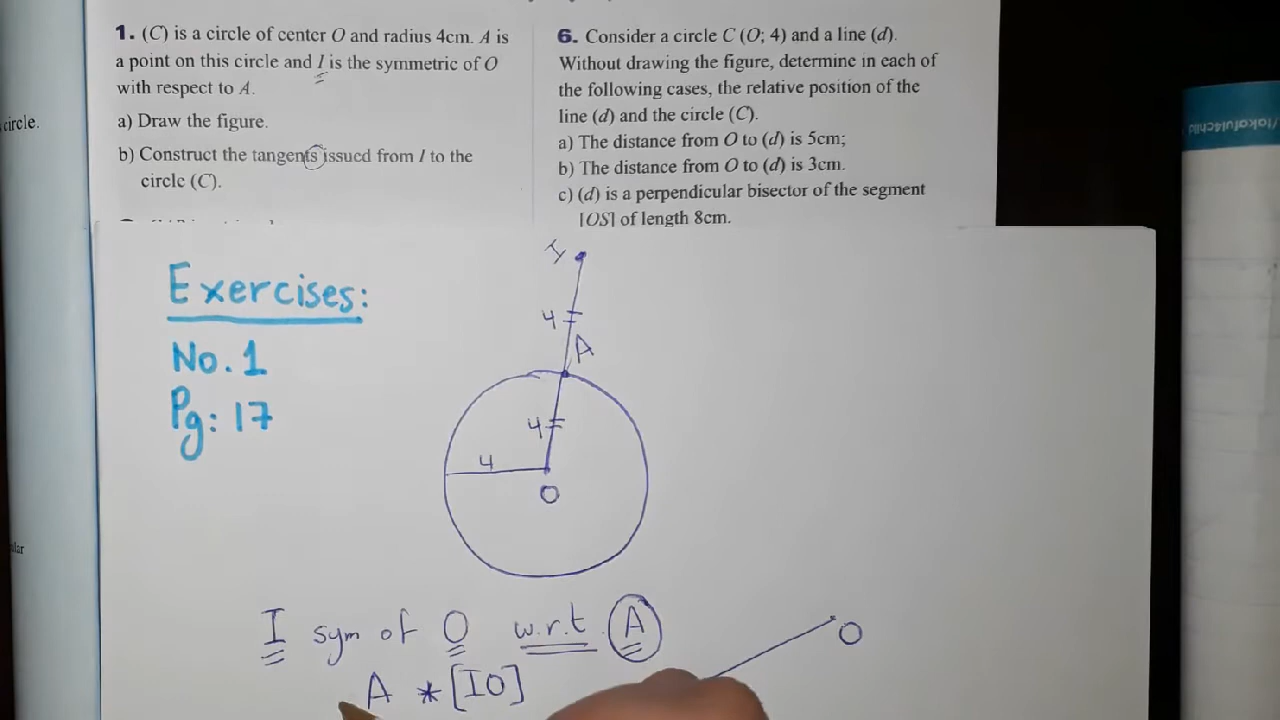 1. (C) is a circle of center O and radius 4cm. A is
a point on this circle and I is the symmetric of O
with respect to A.
a) Draw the figure.
b) Construct the tangents issued from I to the
circle (C).
6. Consider a circle C (O; 4) and a line (d).
Without drawing the figure, determine in each of
the following cases, the relative position of the
line (d) and the circle (C).
a) The distance from O to (d) is 5cm;
b) The distance from O to (d) is 3cm.
c) (d) is a perpendicular bisector of the segment
[OS] of length 8cm.
circle.
Exercises:
No. 1
Pg: 17
I
4
A
4
4
O
I sym of O w.r.t A
A * [IO]
O